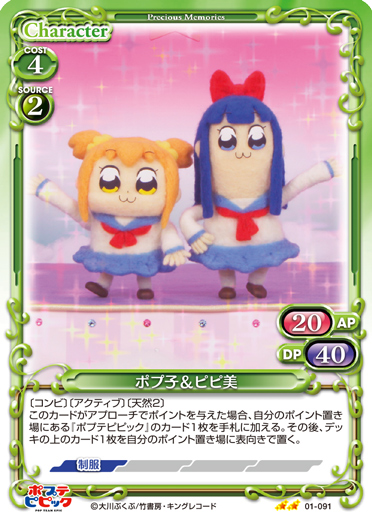 Precious Memories
Character
COST
4
SOURCE
2
20 AP
DP 40
ポプ子&ピピ美
〔コンビ〕〔アクティブ〕〔天然2〕
このカードがアプローチでポイントを与えた場合、自分のポイント置き
場にある『ポプテピピック』のカード1枚を手札に加える。その後、デッ
キの上のカード1枚を自分のポイント置き場に表向きで置く。
制服
ポプテ
ピピック
POP TEAM EPIC
©大川ぶくぶ/竹書房・キングレコード
01-091